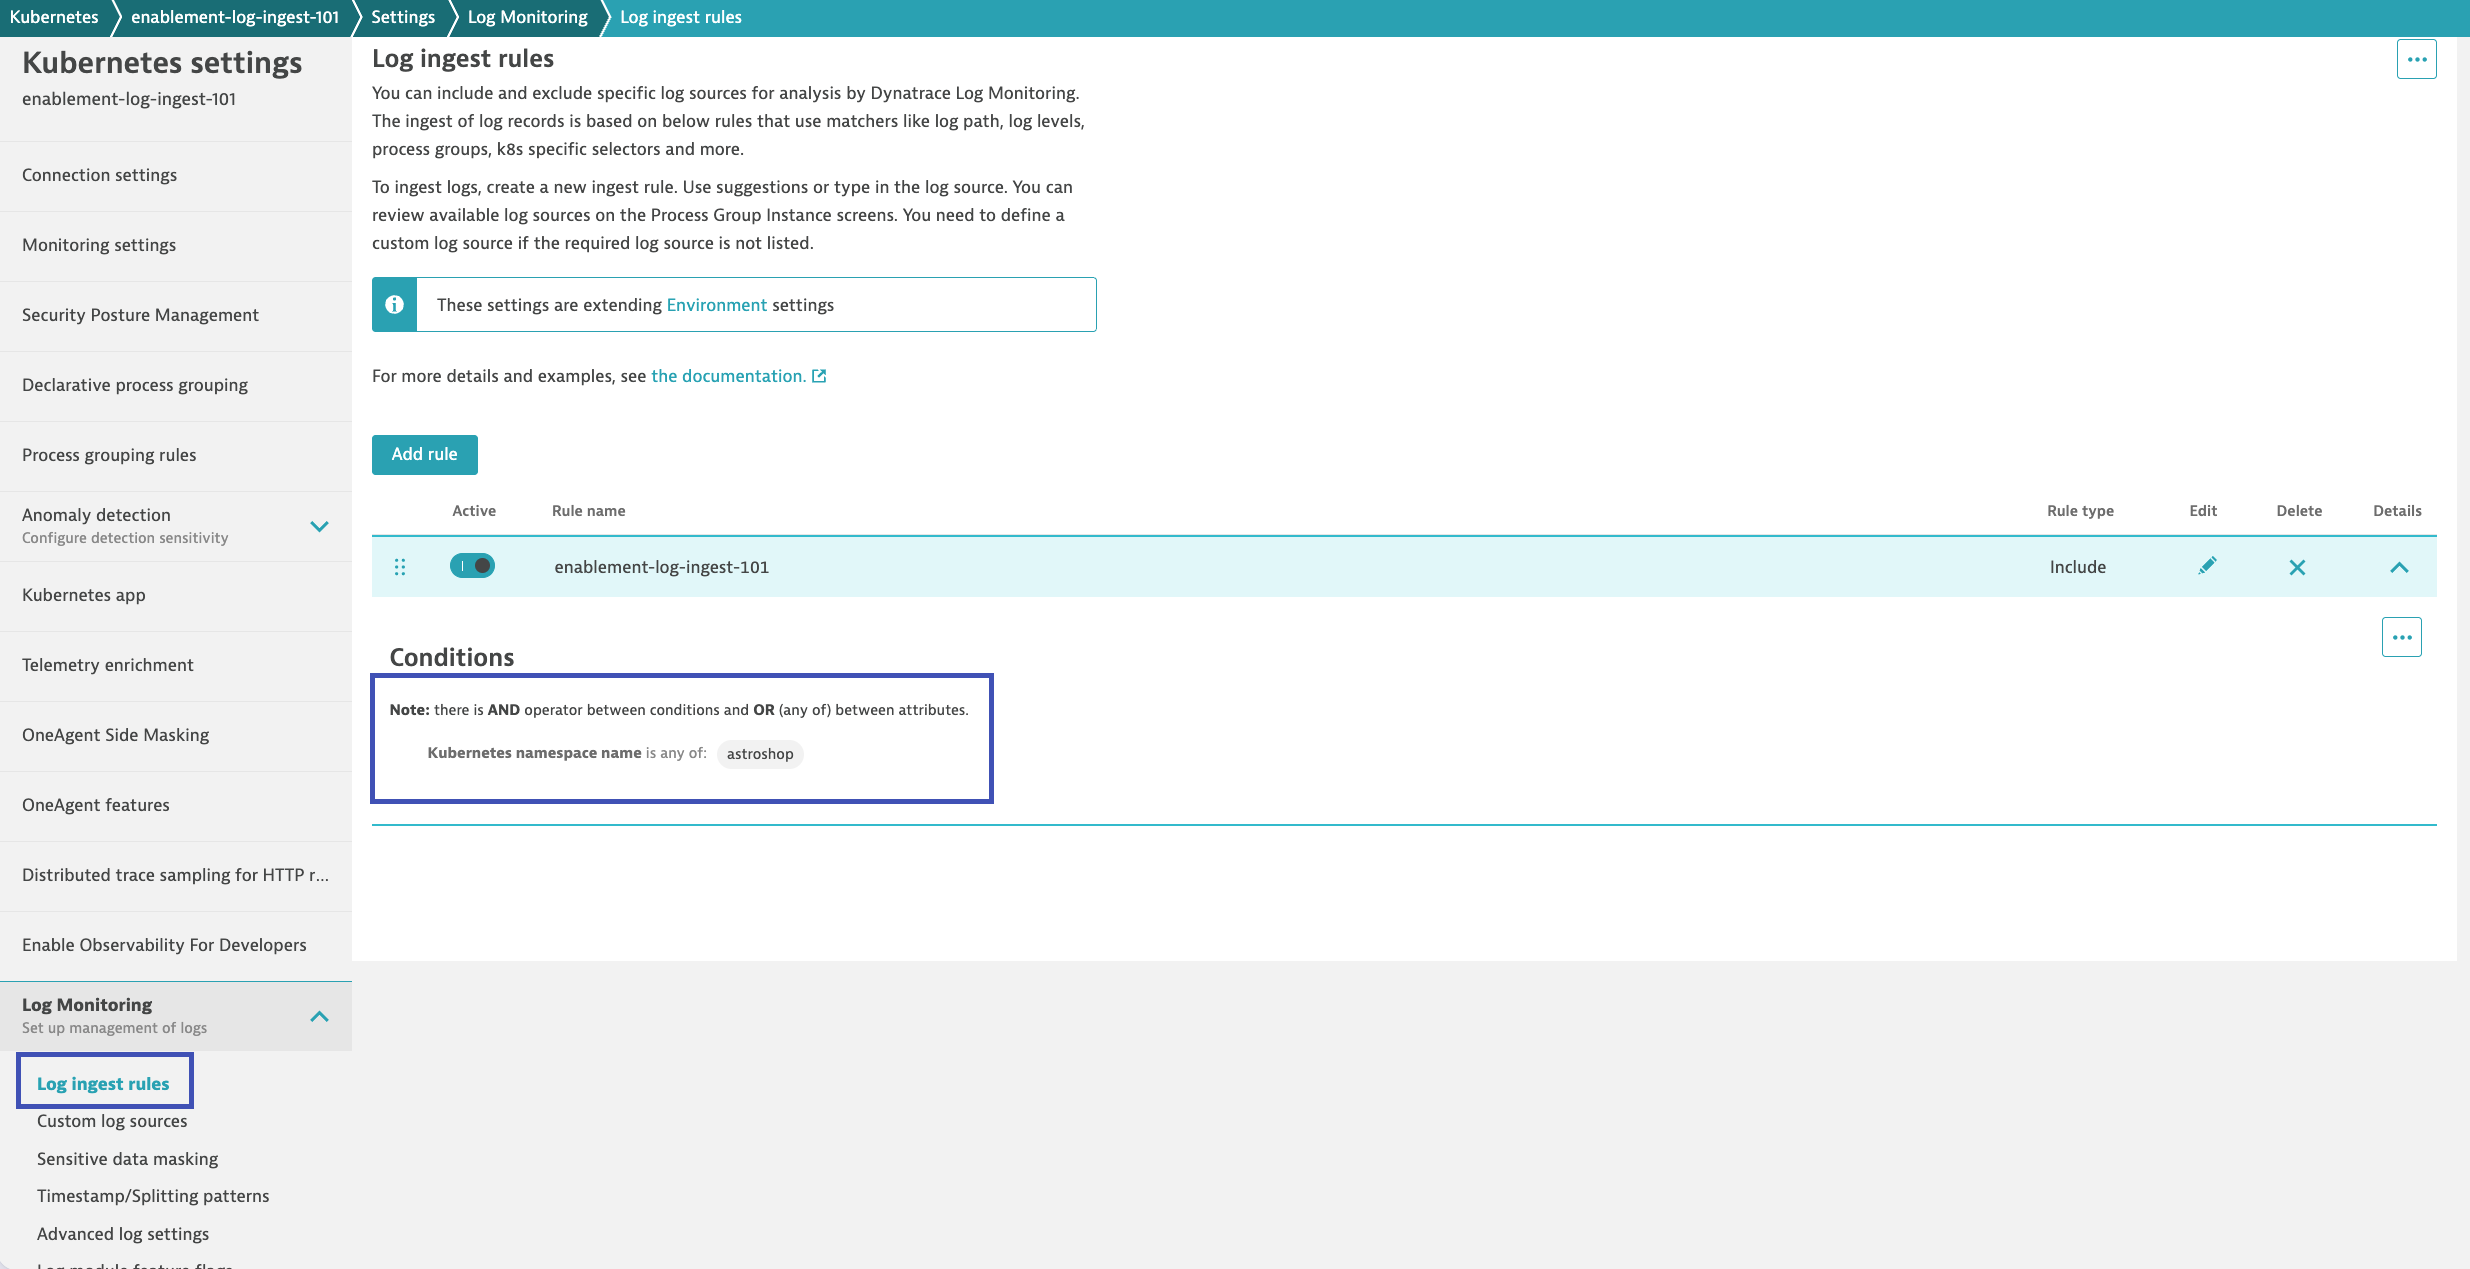 Kubernetes
enablement-log-ingest-101
Settings
Log Monitoring
Log ingest rules
Kubernetes settings
enablement-log-ingest-101
Connection settings
Monitoring settings
Security Posture Management
Declarative process grouping
Process grouping rules
Anomaly detection
Configure detection sensitivity
Kubernetes app
Telemetry enrichment
OneAgent Side Masking
OneAgent features
Distributed trace sampling for HTTP r...
Enable Observability For Developers
Log Monitoring
Set up management of logs
Log ingest rules
Custom log sources
Sensitive data masking
Timestamp/Splitting patterns
Advanced log settings
Log module feature flags
Log ingest rules
You can include and exclude specific log sources for analysis by Dynatrace Log Monitoring.
The ingest of log records is based on below rules that use matchers like log path, log levels,
process groups, k8s specific selectors and more.
To ingest logs, create a new ingest rule. Use suggestions or type in the log source. You can
review available log sources on the Process Group Instance screens. You need to define a
custom log source if the required log source is not listed.
These settings are extending Environment settings
For more details and examples, see the documentation.
Add rule
Active Rule name Rule type Edit Delete Details
enablement-log-ingest-101 Include
Conditions
Note: there is AND operator between conditions and OR (any of) between attributes.
Kubernetes namespace name is any of: astroshop